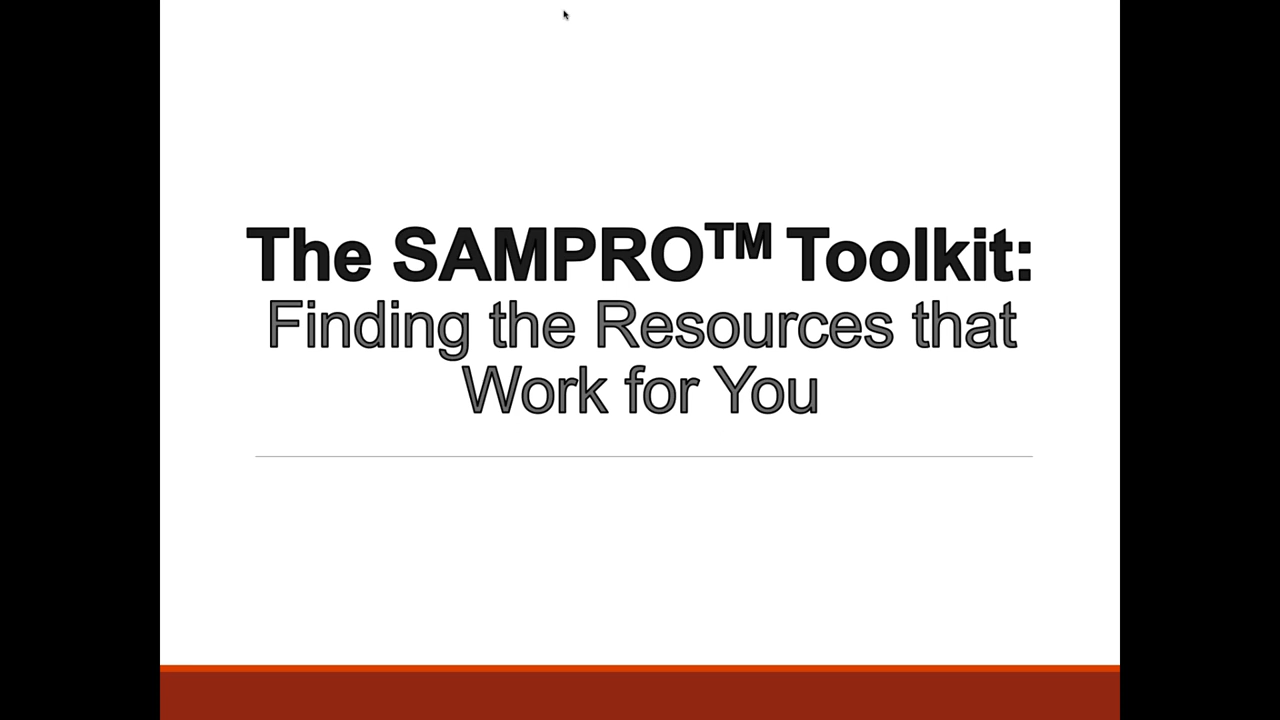 The SAMPRO™ Toolkit:
Finding the Resources that
Work for You